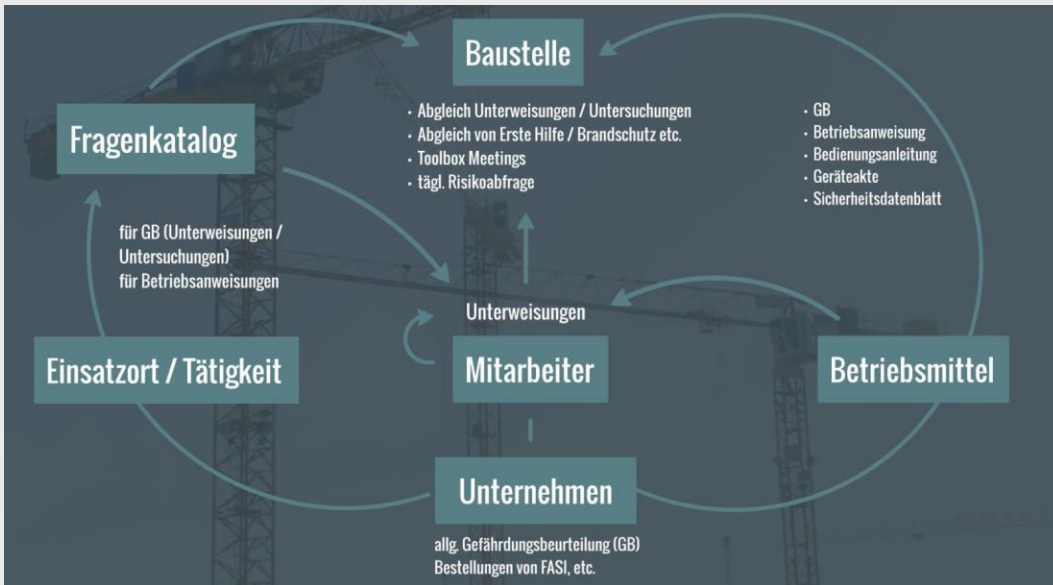 Baustelle
• Abgleich Unterweisungen / Untersuchungen
• Abgleich von Erste Hilfe / Brandschutz etc.
• Toolbox Meetings
• tägl. Risikoabfrage
• GB
• Betriebsanweisung
• Bedienungsanleitung
• Geräteakte
• Sicherheitsdatenblatt
Fragenkatalog
für GB (Unterweisungen /
Untersuchungen)
für Betriebsanweisungen
Unterweisungen
Einsatzort / Tätigkeit
Mitarbeiter
Betriebsmittel
Unternehmen
allg. Gefährdungsbeurteilung (GB)
Bestellungen von FASI, etc.